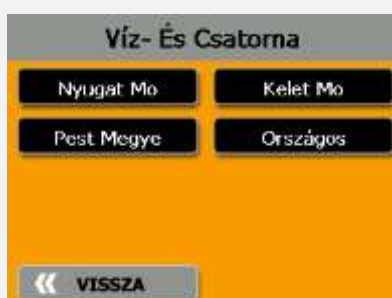 Víz- És Csatorna
Nyugat Mo
Kelet Mo
Pest Megye
Országos
VISSZA